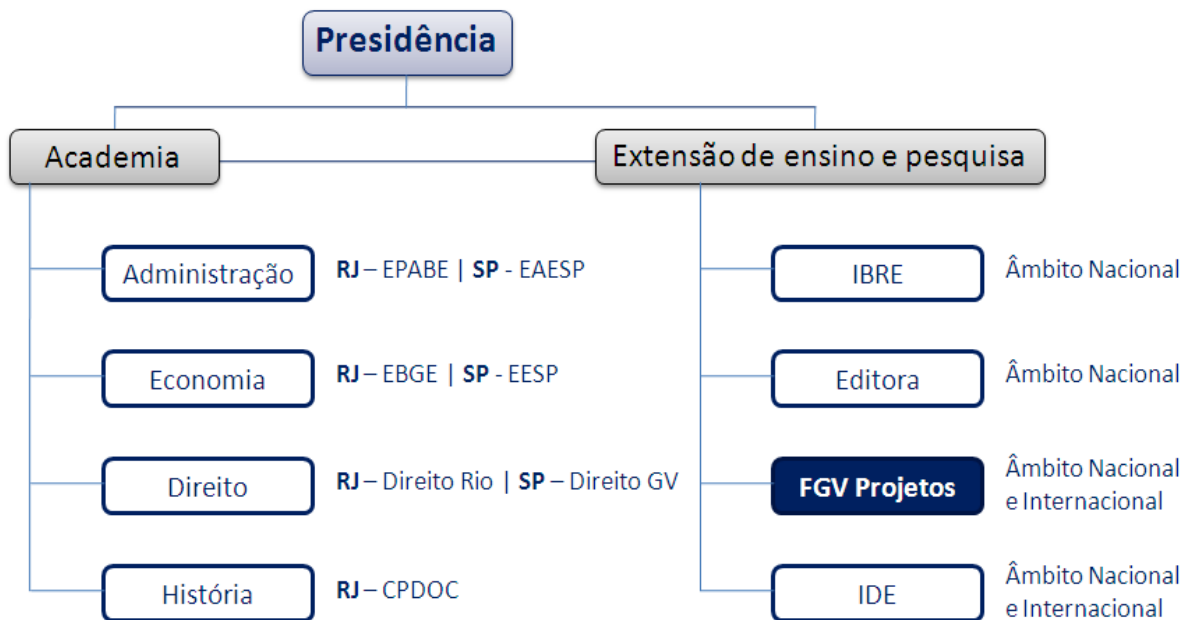 Presidência
Academia
Extensão de ensino e pesquisa
Administração
RJ – EPABE | SP - EAESP
Economia
RJ – EBGE | SP - EESP
Direito
RJ – Direito Rio | SP – Direito GV
História
RJ – CPDOC
IBRE
Âmbito Nacional
Editora
Âmbito Nacional
FGV Projetos
Âmbito Nacional
e Internacional
IDE
Âmbito Nacional
e Internacional